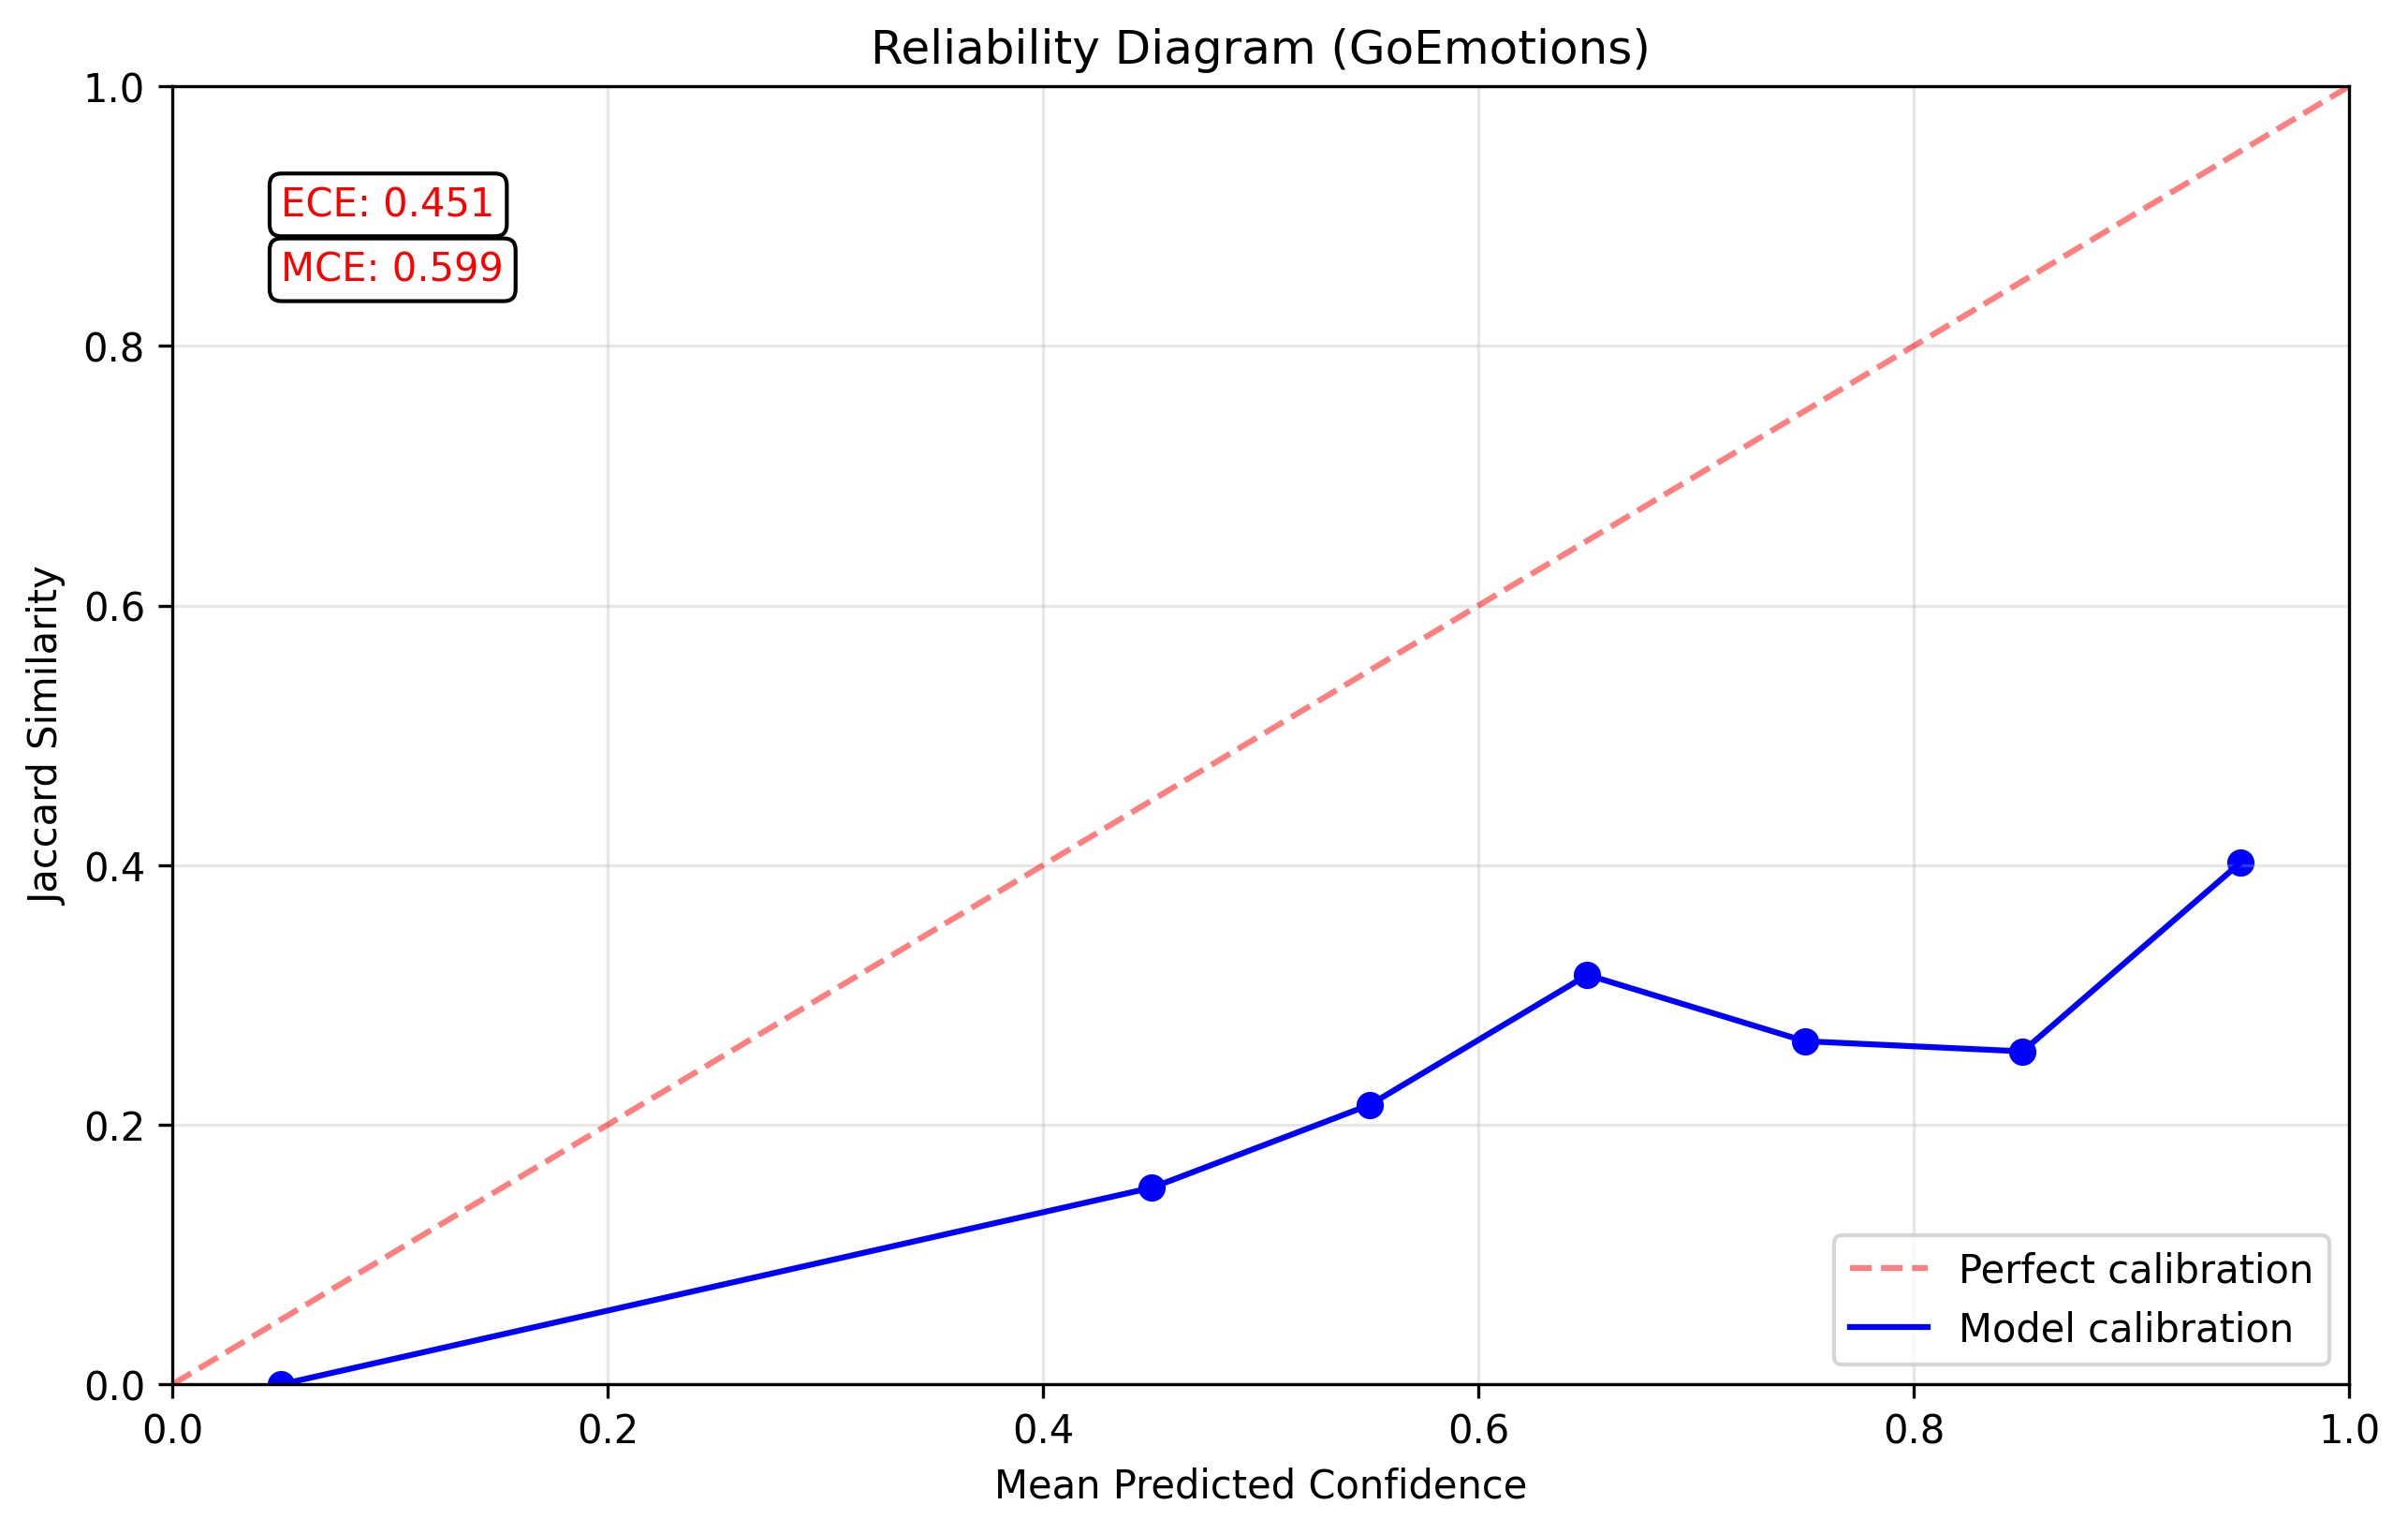 Reliability Diagram (GoEmotions)
1.0
0.8
0.6
0.4
0.2
0.0
Jaccard Similarity
ECE: 0.451
MCE: 0.599
Perfect calibration
Model calibration
0.0 0.2 0.4 0.6 0.8 1.0
Mean Predicted Confidence